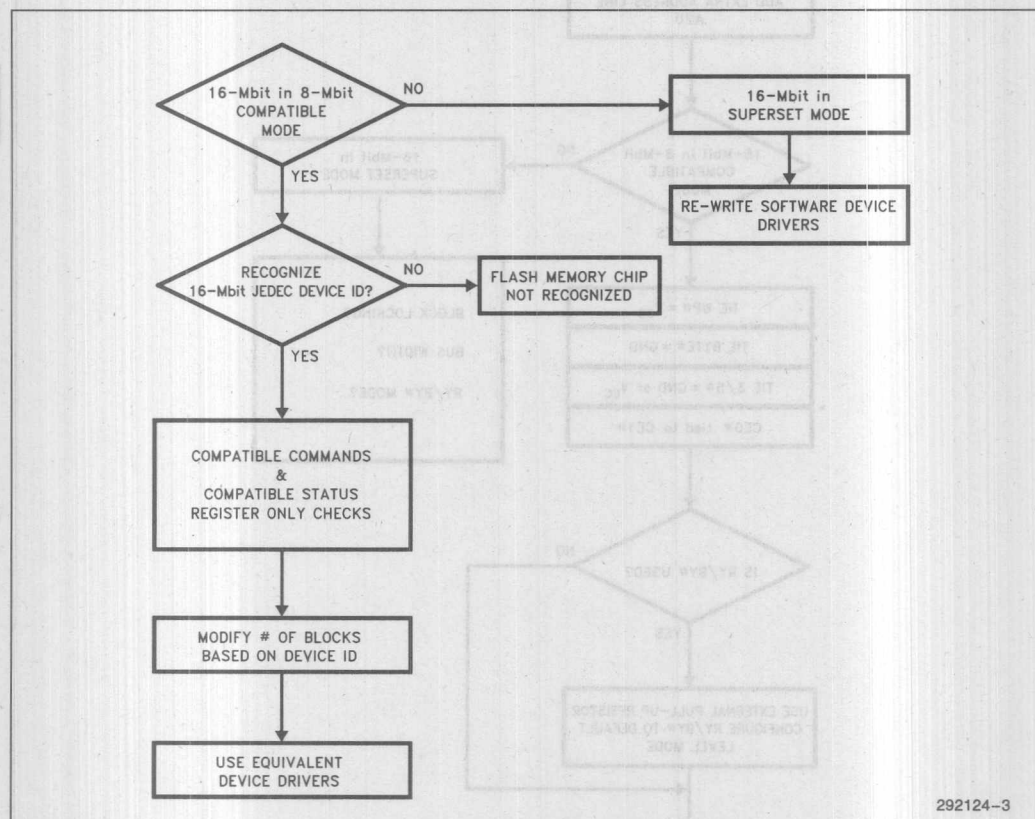 16-Mbit in 8-Mbit
COMPATIBLE
MODE
NO
16-Mbit in
SUPERSET MODE
YES
RE-WRITE SOFTWARE DEVICE
DRIVERS
RECOGNIZE
16-Mbit JEDEC DEVICE ID?
NO
FLASH MEMORY CHIP
NOT RECOGNIZED
YES
COMPATIBLE COMMANDS
&
COMPATIBLE STATUS
REGISTER ONLY CHECKS
MODIFY # OF BLOCKS
BASED ON DEVICE ID
USE EQUIVALENT
DEVICE DRIVERS
292124-3